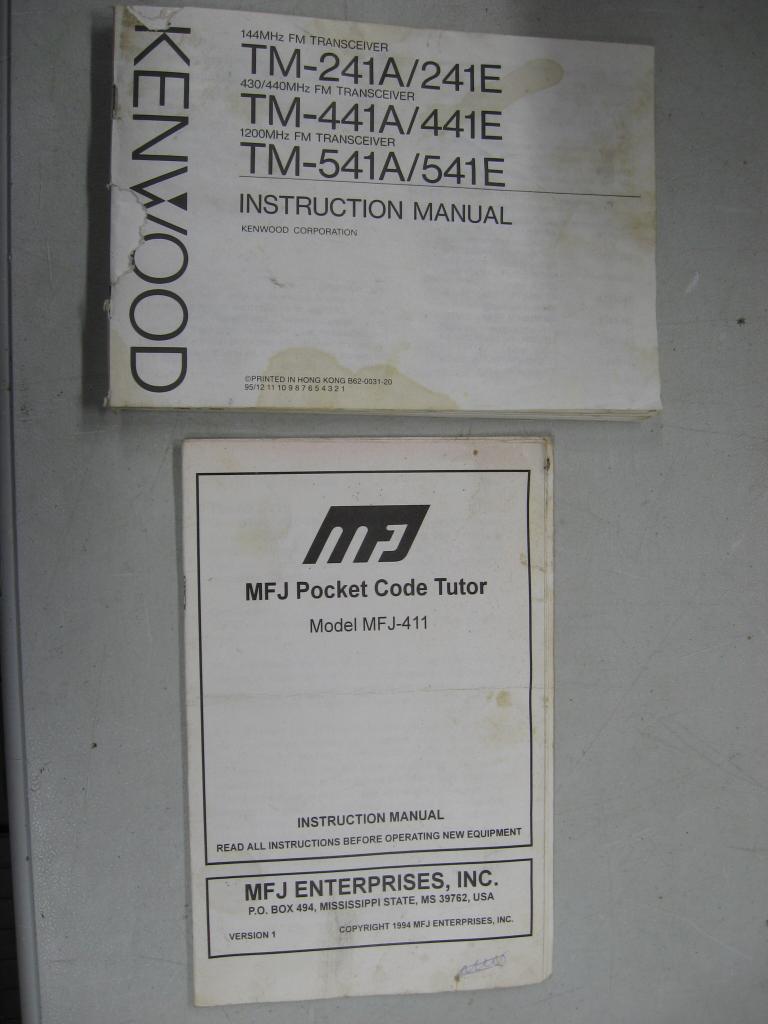 KENWOOD
144MHz FM TRANSCEIVER
TM-241A/241E
430/440MHz FM TRANSCEIVER
TM-441A/441E
1200MHz FM TRANSCEIVER
TM-541A/541E
INSTRUCTION MANUAL
KENWOOD CORPORATION
©PRINTED IN HONG KONG B62-0031-20
95/12 11 10 9 8 7 6 5 4 3 2 1
MFJ
MFJ Pocket Code Tutor
Model MFJ-411
INSTRUCTION MANUAL
READ ALL INSTRUCTIONS BEFORE OPERATING NEW EQUIPMENT
MFJ ENTERPRISES, INC.
P.O. BOX 494, MISSISSIPPI STATE, MS 39762, USA
VERSION 1 COPYRIGHT 1994 MFJ ENTERPRISES, INC.